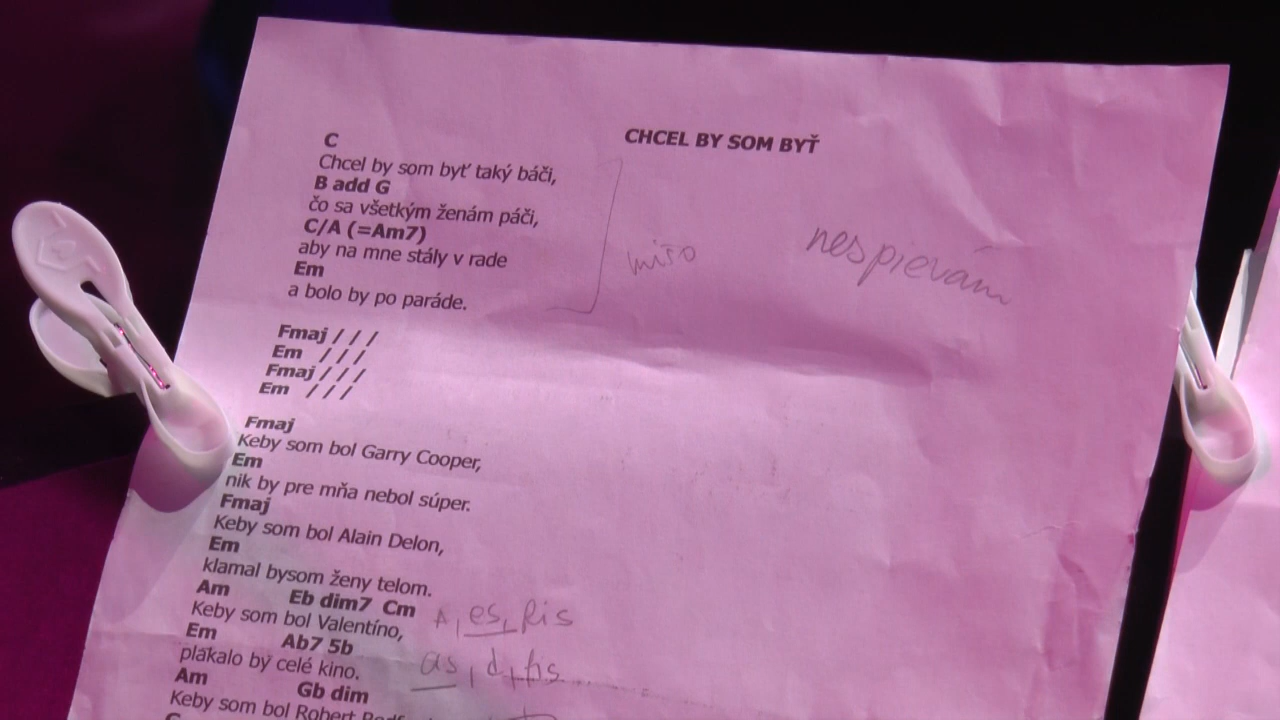 CHCEL BY SOM BYŤ
C
Chcel by som byť taký báči,
B add G
čo sa všetkým ženám páči,
C/A (=Am7)
aby na mne stály v rade
Em
a bolo by po paráde.
mišo
nespievám
Fmaj / / /
Em / / /
Fmaj / / /
Em / / /
Fmaj
Keby som bol Garry Cooper,
Em
nik by pre mňa nebol súper.
Fmaj
Keby som bol Alain Delon,
Em
klamal bysom ženy telom.
Am Eb dim7 Cm
Keby som bol Valentíno, A, es, fis
Em Ab7 5b
plakalo by celé kino. as, d, fis
Am Gb dim
Keby som bol Robert